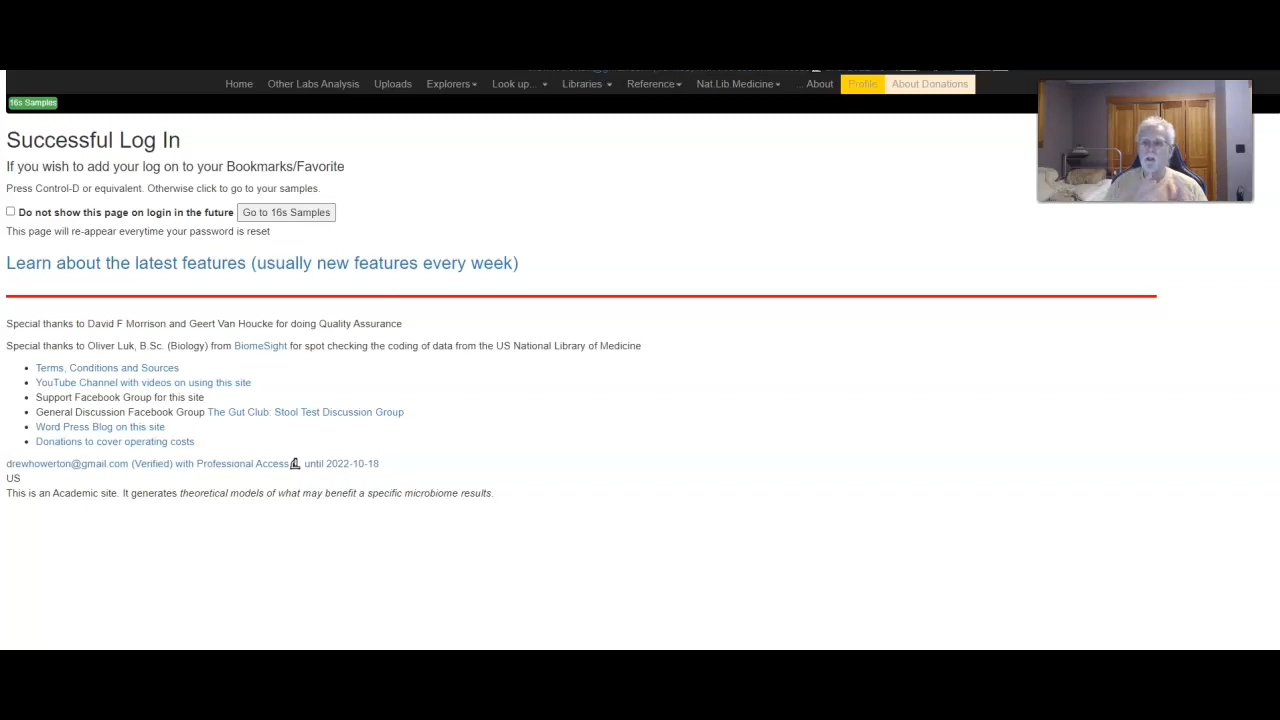 Home Other Labs Analysis Uploads Explorers Look up... Libraries Reference Nat.Lib.Medicine ... About Profile About Donations
16s Samples
Successful Log In
If you wish to add your log on to your Bookmarks/Favorite
Press Control-D or equivalent. Otherwise click to go to your samples.
Do not show this page on login in the future Go to 16s Samples
This page will re-appear everytime your password is reset
Learn about the latest features (usually new features every week)
Special thanks to David F Morrison and Geert Van Houcke for doing Quality Assurance
Special thanks to Oliver Luk, B.Sc. (Biology) from BiomeSight for spot checking the coding of data from the US National Library of Medicine
Terms, Conditions and Sources
YouTube Channel with videos on using this site
Support Facebook Group for this site
General Discussion Facebook Group The Gut Club: Stool Test Discussion Group
Word Press Blog on this site
Donations to cover operating costs
drewhowerton@gmail.com (Verified) with Professional Access until 2022-10-18
US
This is an Academic site. It generates theoretical models of what may benefit a specific microbiome results.